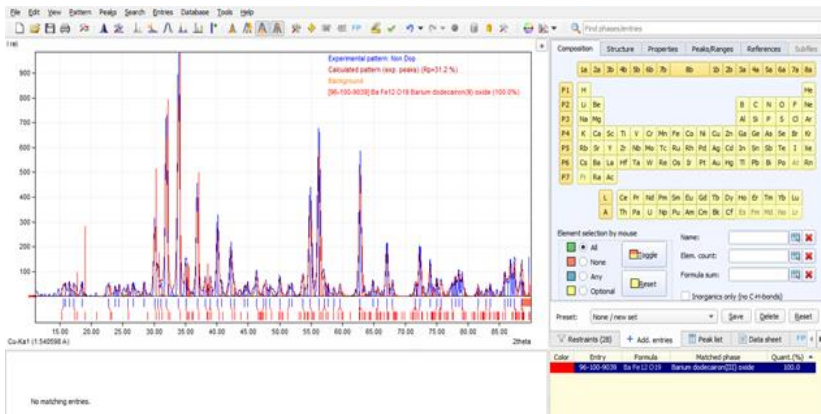 File Edit View Pattern Peaks Search Entries Database Tools Help
Find phases/entries
I rel.
Experimental pattern: Non Dop
Calculated pattern (exp. peaks) (Rp=31.2 %)
Background
[96-100-9039] Ba Fe12 O19 Barium dodecairon(III) oxide (100.0%)
900
800
700
600
500
400
300
200
100
15.00 20.00 25.00 30.00 35.00 40.00 45.00 50.00 55.00 60.00 65.00 70.00 75.00 80.00 85.00
Cu-Ka1 (1.540598 A) 2theta
No matching entries.
Composition Structure Properties Peaks/Ranges References Subfiles
1a 2a 3b 4b 5b 6b 7b 8b 1b 2b 3a 4a 5a 6a 7a 8a
P1 H He
P2 Li Be B C N O F Ne
P3 Na Mg Al Si P S Cl Ar
P4 K Ca Sc Ti V Cr Mn Fe Co Ni Cu Zn Ga Ge As Se Br Kr
P5 Rb Sr Y Zr Nb Mo Tc Ru Rh Pd Ag Cd In Sn Sb Te I Xe
P6 Cs Ba La Hf Ta W Re Os Ir Pt Au Hg Tl Pb Bi Po At Rn
P7 Fr Ra Ac
L Ce Pr Nd Pm Sm Eu Gd Tb Dy Ho Er Tm Yb Lu
A Th Pa U Np Pu Am Cm Bk Cf Es Fm Md No Lr
Element selection by mouse
All
None
Any
Optional
Toggle
Reset
Name:
Elem. count:
Formula sum:
Inorganics only (no C-H-bonds)
Preset: None / new set Save Delete Reset
Restraints (28) Add. entries Peak list Data sheet FP
Color Entry Formula Matched phase Quant.(%)
96-100-9039 Ba Fe12 O19 Barium dodecairon(III) oxide 100.0